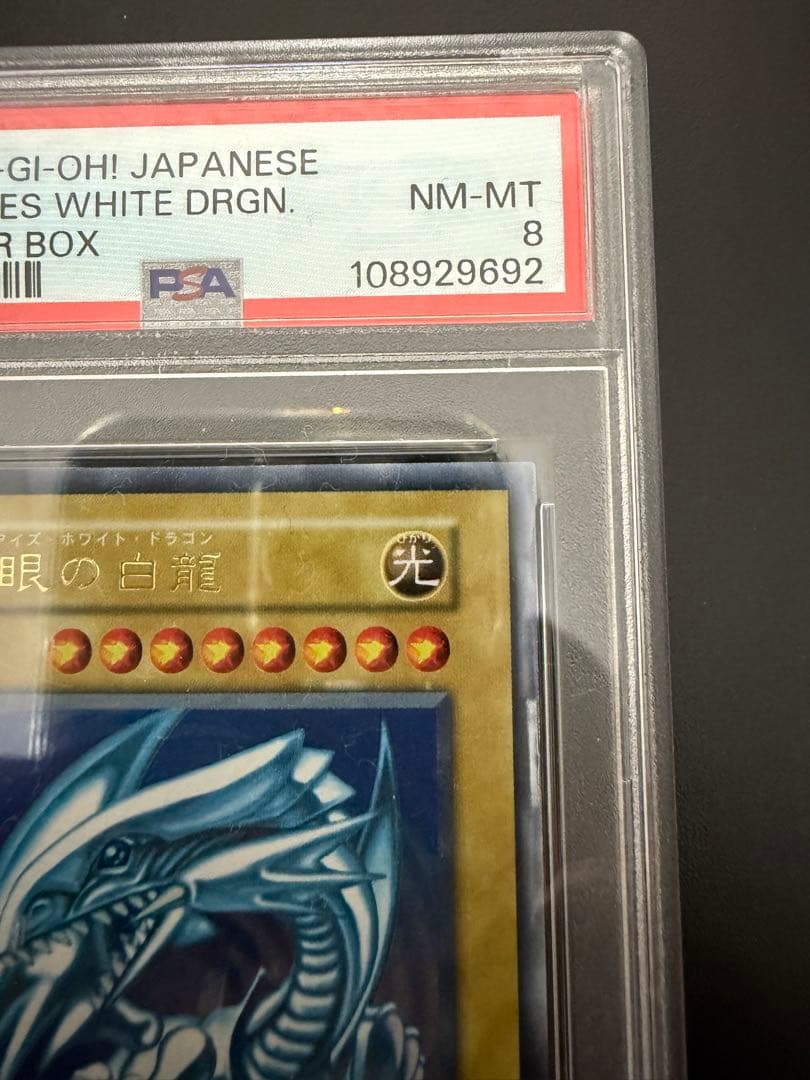 -GI-OH! JAPANESE
ES WHITE DRGN.
NM-MT
R BOX
8
PSA
108929692
アイズ・ホワイト・ドラゴン
眼の白龍
ひかり
光